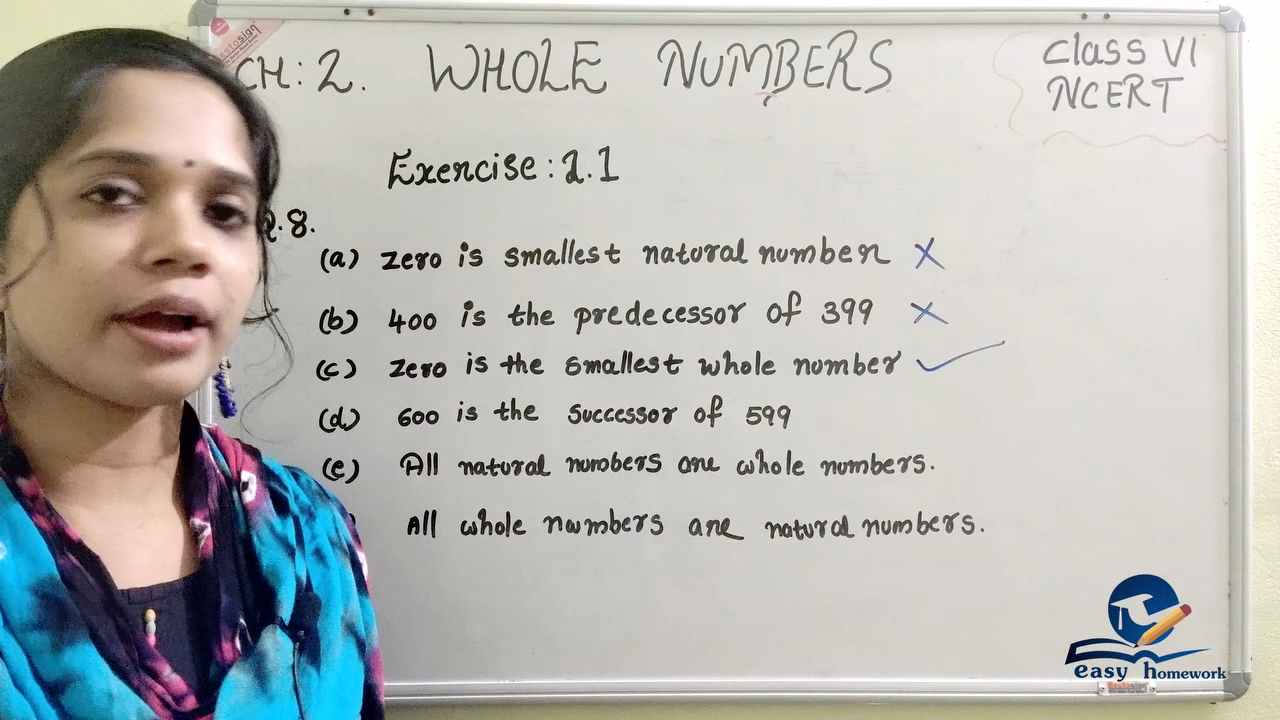 CH: 2. WHOLE NUMBERS
Class VI
NCERT
Exercise: 2.1
Q.8.
(a) Zero is smallest natural number ✗
(b) 400 is the predecessor of 399 ✗
(c) Zero is the smallest whole number ✓
(d) 600 is the successor of 599
(e) All natural numbers are whole numbers.
All whole numbers are natural numbers.
easy homework